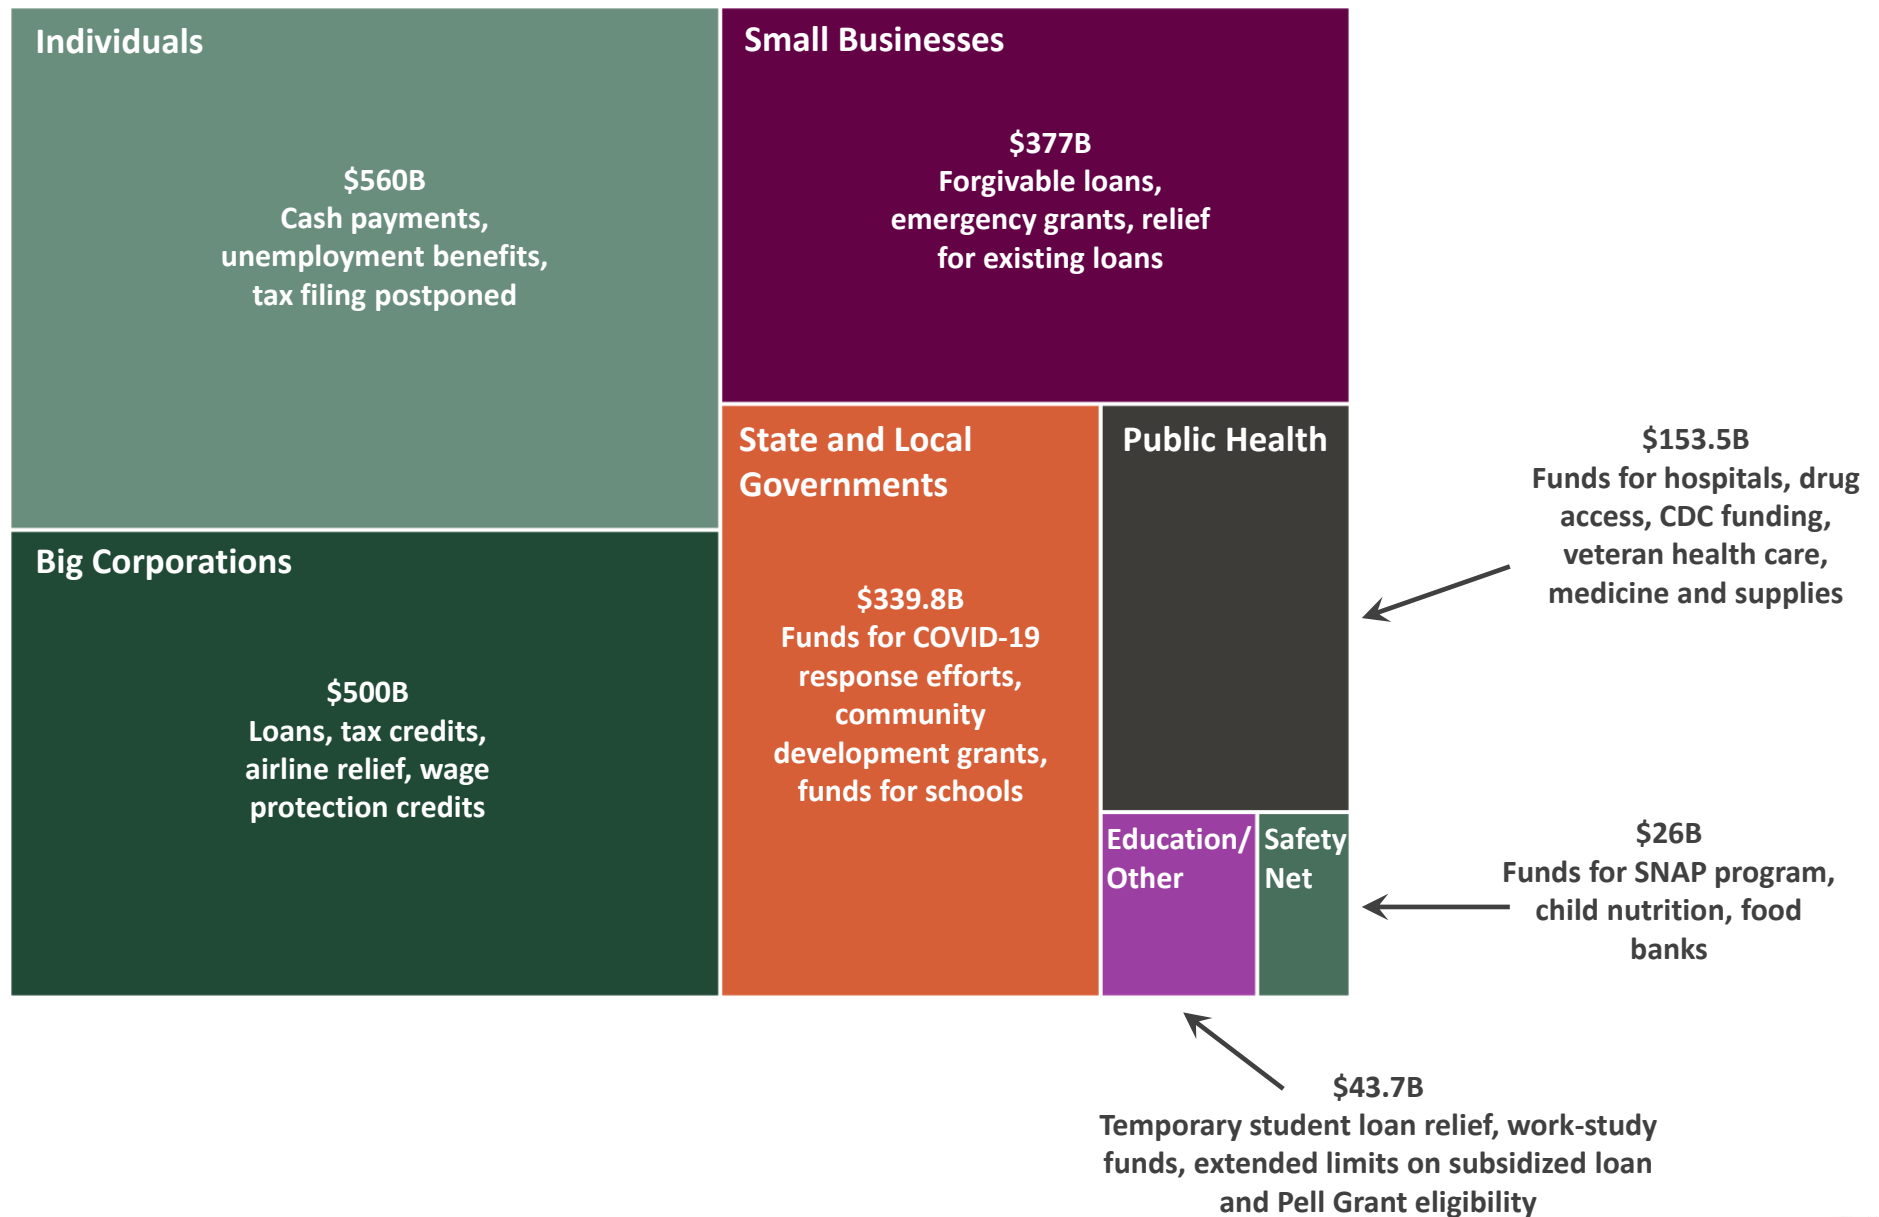 Individuals
$560B
Cash payments,
unemployment benefits,
tax filing postponed
Small Businesses
$377B
Forgivable loans,
emergency grants, relief
for existing loans
Big Corporations
$500B
Loans, tax credits,
airline relief, wage
protection credits
State and Local
Governments
$339.8B
Funds for COVID-19
response efforts,
community
development grants,
funds for schools
Public Health
$153.5B
Funds for hospitals, drug
access, CDC funding,
veteran health care,
medicine and supplies
Education/
Other
Safety
Net
$26B
Funds for SNAP program,
child nutrition, food
banks
$43.7B
Temporary student loan relief, work-study
funds, extended limits on subsidized loan
and Pell Grant eligibility